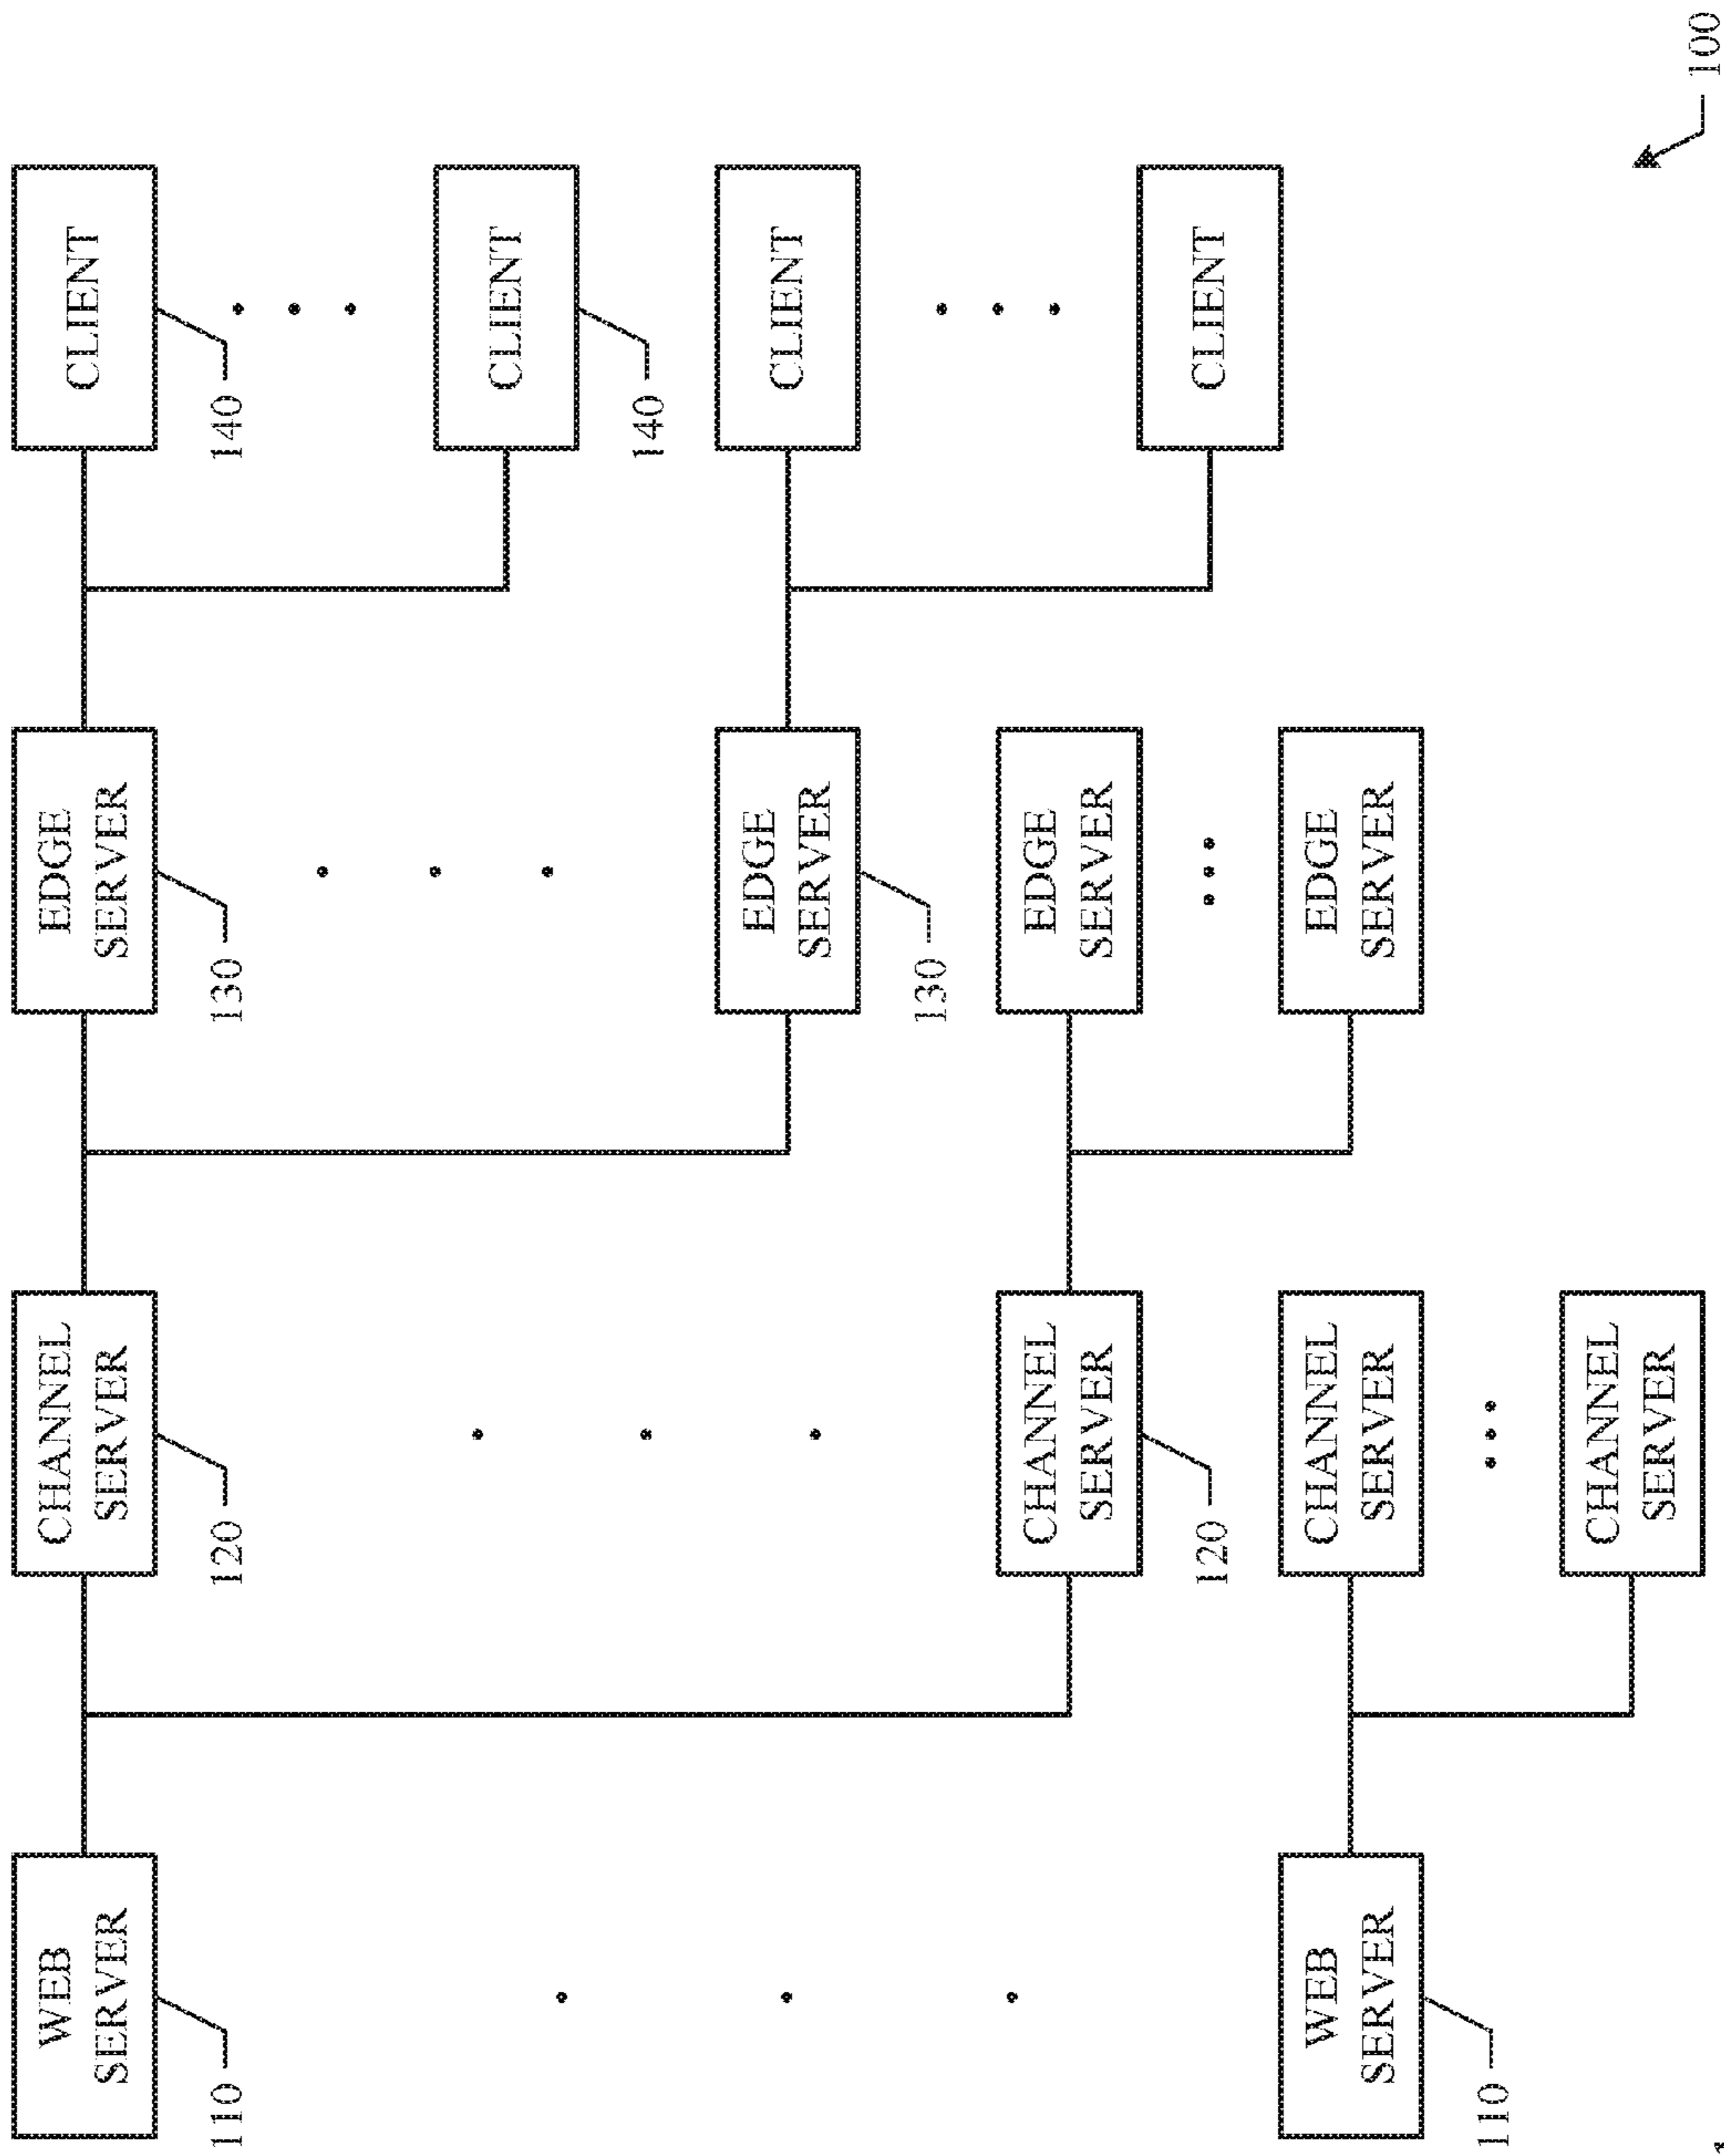 WEB
SERVER
CHANNEL
SERVER
EDGE
SERVER
CLIENT
110
120
130
140
CLIENT
140
EDGE
SERVER
CLIENT
130
CHANNEL
SERVER
EDGE
SERVER
120
CLIENT
WEB
SERVER
CHANNEL
SERVER
EDGE
SERVER
110
CHANNEL
SERVER
100